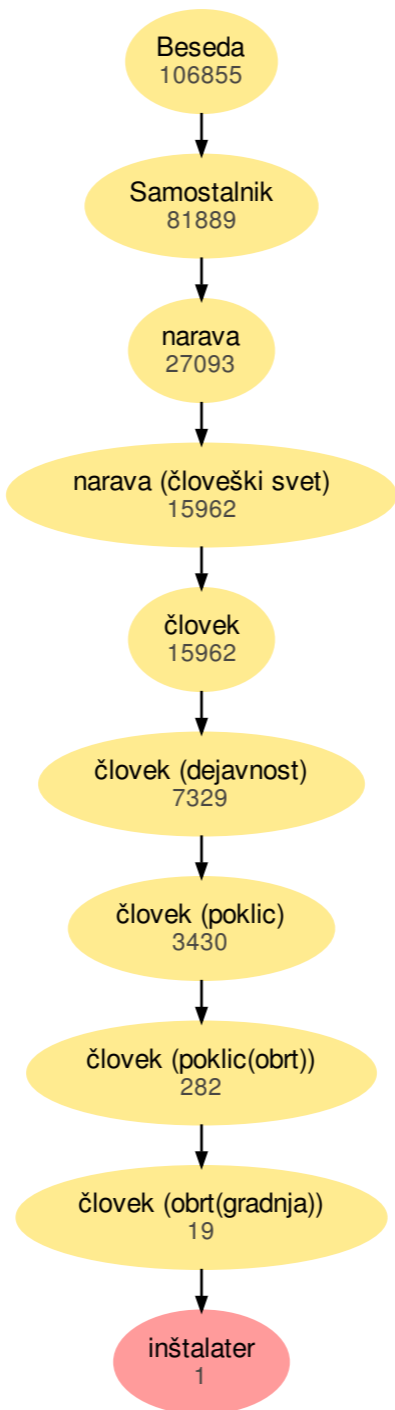 Beseda
106855
Samostalnik
81889
narava
27093
narava (človeški svet)
15962
človek
15962
človek (dejavnost)
7329
človek (poklic)
3430
človek (poklic(obrt))
282
človek (obrt(gradnja))
19
inštalater
1